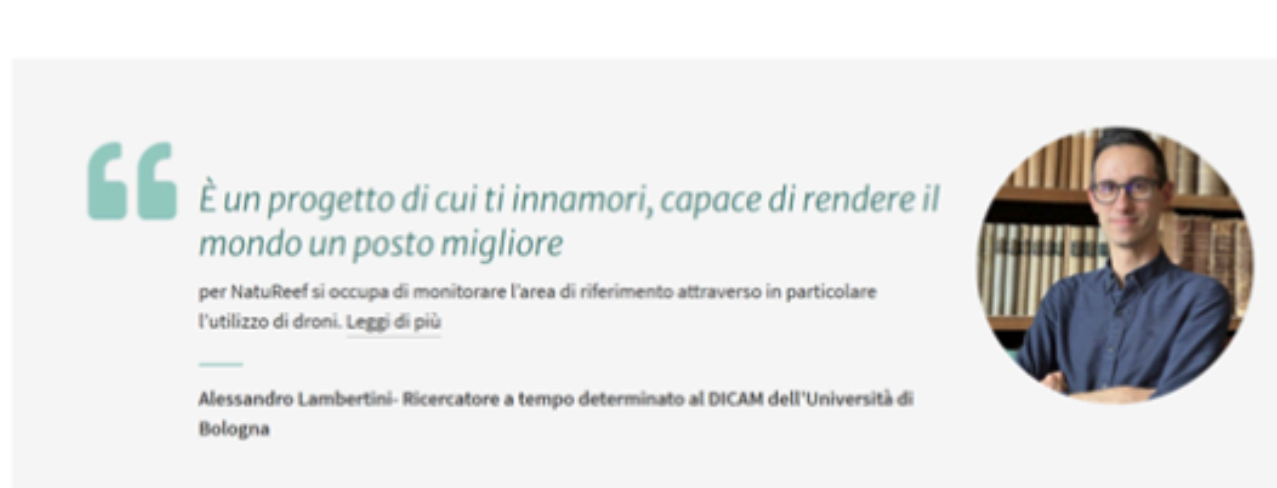 “
È un progetto di cui ti innamori, capace di rendere il
mondo un posto migliore
per NatuReef si occupa di monitorare l'area di riferimento attraverso in particolare
l'utilizzo di droni. Leggi di più
Alessandro Lambertini- Ricercatore a tempo determinato al DICAM dell'Università di
Bologna